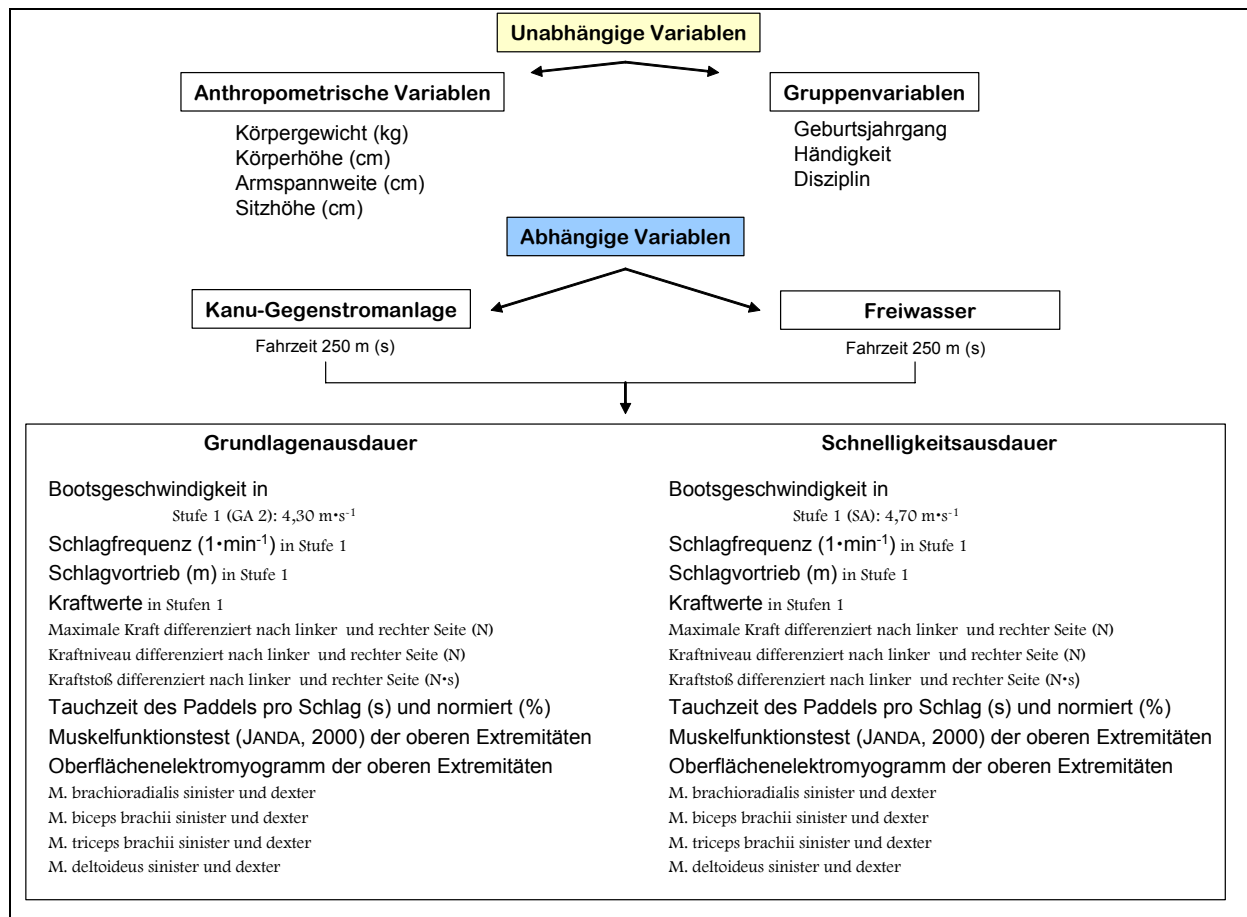 Unabhängige Variablen
Anthropometrische Variablen
Körpergewicht (kg)
Körperhöhe (cm)
Armspannweite (cm)
Sitzhöhe (cm)
Gruppenvariablen
Geburtsjahrgang
Händigkeit
Disziplin
Abhängige Variablen
Kanu-Gegenstromanlage
Fahrzeit 250 m (s)
Freiwasser
Fahrzeit 250 m (s)
Grundlagenausdauer
Bootsgeschwindigkeit in
Stufe 1 (GA 2): 4,30 m•s⁻¹
Schlagfrequenz (1•min⁻¹) in Stufe 1
Schlagvortrieb (m) in Stufe 1
Kraftwerte in Stufen 1
Maximale Kraft differenziert nach linker und rechter Seite (N)
Kraftniveau differenziert nach linker und rechter Seite (N)
Kraftstoß differenziert nach linker und rechter Seite (N•s)
Tauchzeit des Paddels pro Schlag (s) und normiert (%)
Muskelfunktionstest (JANDA, 2000) der oberen Extremitäten
Oberflächenelektromyogramm der oberen Extremitäten
M. brachioradialis sinister und dexter
M. biceps brachii sinister und dexter
M. triceps brachii sinister und dexter
M. deltoideus sinister und dexter
Schnelligkeitsausdauer
Bootsgeschwindigkeit in
Stufe 1 (SA): 4,70 m•s⁻¹
Schlagfrequenz (1•min⁻¹) in Stufe 1
Schlagvortrieb (m) in Stufe 1
Kraftwerte in Stufen 1
Maximale Kraft differenziert nach linker und rechter Seite (N)
Kraftniveau differenziert nach linker und rechter Seite (N)
Kraftstoß differenziert nach linker und rechter Seite (N•s)
Tauchzeit des Paddels pro Schlag (s) und normiert (%)
Muskelfunktionstest (JANDA, 2000) der oberen Extremitäten
Oberflächenelektromyogramm der oberen Extremitäten
M. brachioradialis sinister und dexter
M. biceps brachii sinister und dexter
M. triceps brachii sinister und dexter
M. deltoideus sinister und dexter